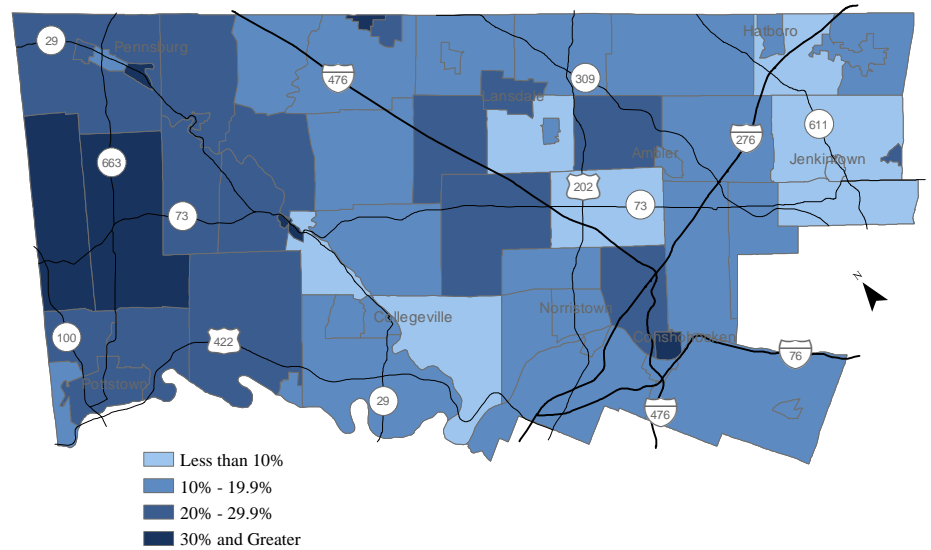 Hatboro
29
Pennsburg
476
309
Lansdale
611
276
Ambler
Jenkintown
663
202
73
73
N
Norristown
Collegeville
100
422
Conshohocken
76
Pottstown
29
476
Less than 10%
10% - 19.9%
20% - 29.9%
30% and Greater